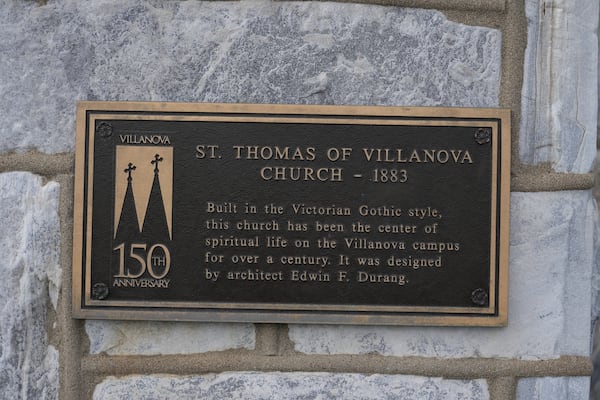 VILLANOVA
150TH
ANNIVERSARY
ST. THOMAS OF VILLANOVA
CHURCH – 1883
Built in the Victorian Gothic style,
this church has been the center of
spiritual life on the Villanova campus
for over a century. It was designed
by architect Edwin F. Durang.